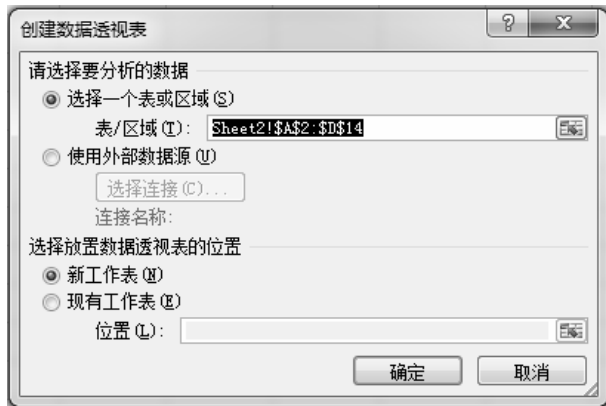 创建数据透视表
请选择要分析的数据
选择一个表或区域(S)
表/区域(T): Sheet2!$A$2:$D$14
使用外部数据源(U)
选择连接(C)...
连接名称:
选择放置数据透视表的位置
新工作表(N)
现有工作表(E)
位置(L):
确定 取消